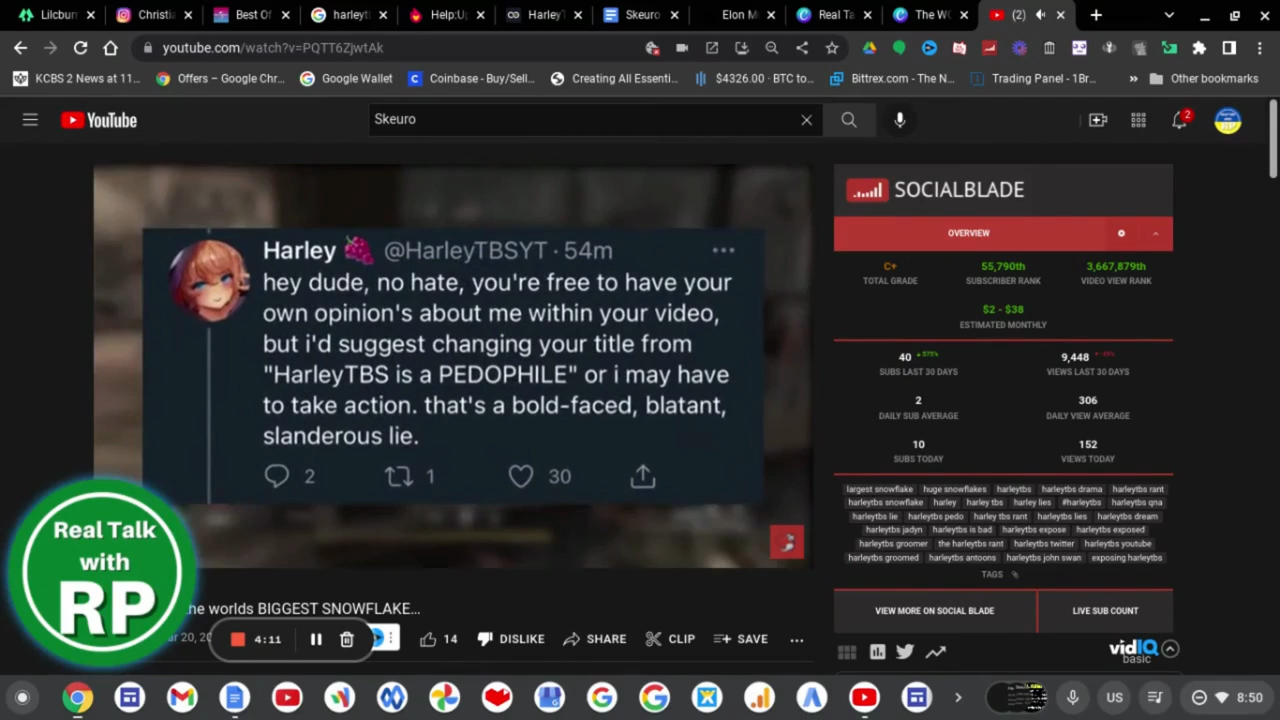 Lilburn
Christia
Best Of
harleyt
Help:Up
HarleyT
Skeuro
Elon M
Real Ta
The W
(2)
youtube.com/watch?v=PQTT6ZjwtAk
KCBS 2 News at 11...
Offers – Google Chr...
Google Wallet
Coinbase - Buy/Sell...
Creating All Essenti...
$4326.00 · BTC to...
Bittrex.com - The N...
Trading Panel - 1Br...
»
Other bookmarks
YouTube
Skeuro
2
Harley @HarleyTBSYT · 54m
hey dude, no hate, you're free to have your
own opinion's about me within your video,
but i'd suggest changing your title from
"HarleyTBS is a PEDOPHILE" or i may have
to take action. that's a bold-faced, blatant,
slanderous lie.
2 1 30
SOCIALBLADE
OVERVIEW
C+ 55,790th 3,667,879th
TOTAL GRADE SUBSCRIBER RANK VIDEO VIEW RANK
$2 - $38
ESTIMATED MONTHLY
40 9,448
SUBS LAST 30 DAYS VIEWS LAST 30 DAYS
2 306
DAILY SUB AVERAGE DAILY VIEW AVERAGE
10 152
SUBS TODAY VIEWS TODAY
largest snowflake huge snowflakes harleytbs harleytbs drama harleytbs rant
harleytbs snowflake harley harley tbs harley lies #harleytbs harleytbs qna
harleytbs lie harleytbs pedo harley tbs rant harleytbs lies harleytbs dream
harleytbs jadyn harleytbs is bad harleytbs expose harleytbs exposed
harleytbs groomer the harleytbs rant harleytbs twitter harleytbs youtube
harleytbs groomed harleytbs antoons harleytbs john swan exposing harleytbs
TAGS
VIEW MORE ON SOCIAL BLADE LIVE SUB COUNT
vidIQ
basic
Real Talk
with
RP
the worlds BIGGEST SNOWFLAKE...
4:11
14 DISLIKE SHARE CLIP SAVE
US
8:50